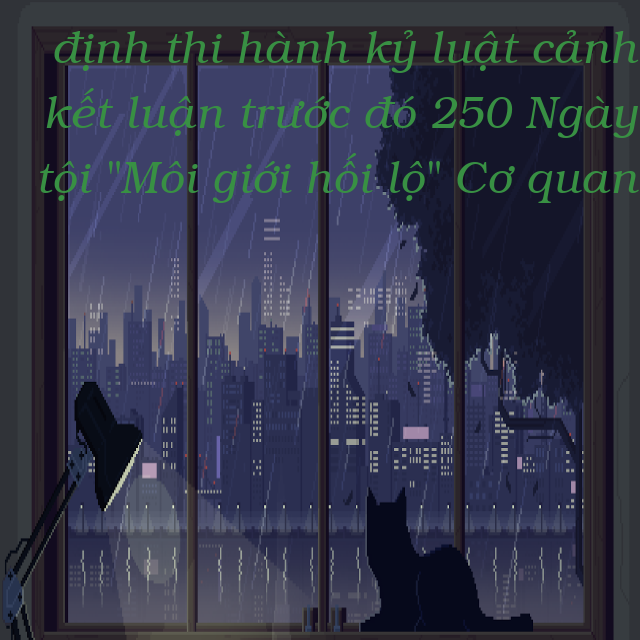 định thi hành kỷ luật cảnh
kết luận trước đó 250 Ngày
tội "Môi giới hối lộ" Cơ quan